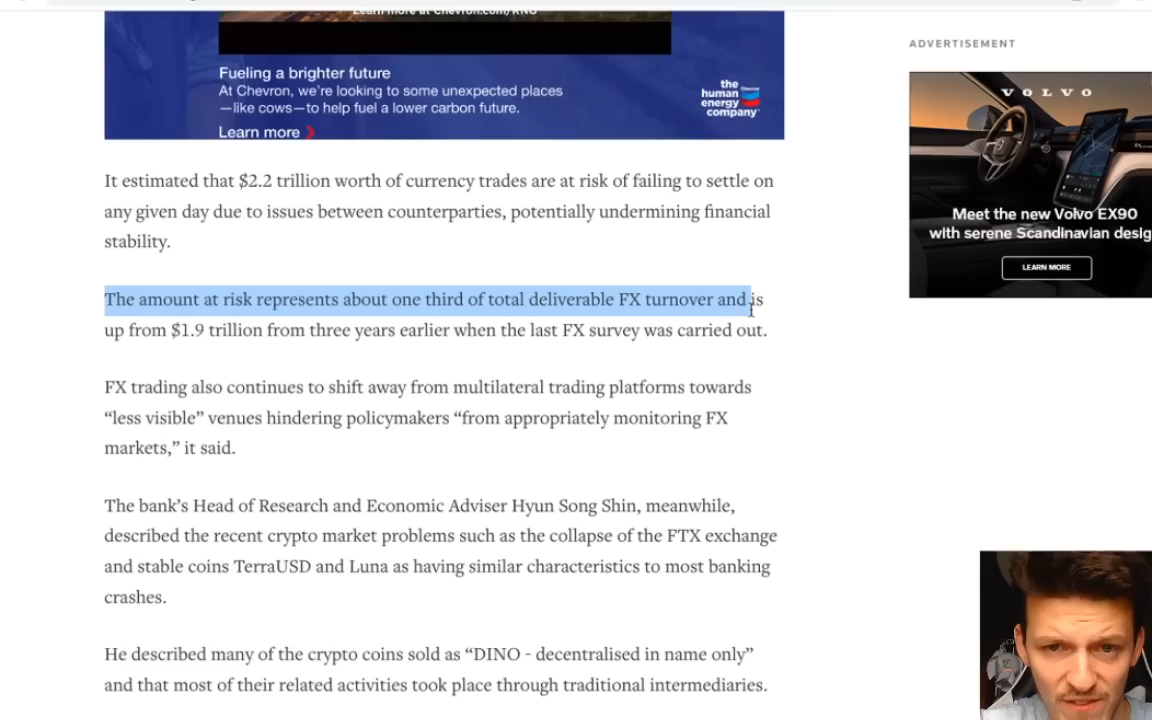 Learn more at Chevron.com/RNG
Fueling a brighter future
At Chevron, we're looking to some unexpected places
—like cows—to help fuel a lower carbon future.
Learn more
the
human
energy
company
Chevron
ADVERTISEMENT
VOLVO
Meet the new Volvo EX90
with serene Scandinavian desig
LEARN MORE
It estimated that $2.2 trillion worth of currency trades are at risk of failing to settle on
any given day due to issues between counterparties, potentially undermining financial
stability.
The amount at risk represents about one third of total deliverable FX turnover and is
up from $1.9 trillion from three years earlier when the last FX survey was carried out.
FX trading also continues to shift away from multilateral trading platforms towards
“less visible” venues hindering policymakers “from appropriately monitoring FX
markets,” it said.
The bank’s Head of Research and Economic Adviser Hyun Song Shin, meanwhile,
described the recent crypto market problems such as the collapse of the FTX exchange
and stable coins TerraUSD and Luna as having similar characteristics to most banking
crashes.
He described many of the crypto coins sold as “DINO - decentralised in name only”
and that most of their related activities took place through traditional intermediaries.